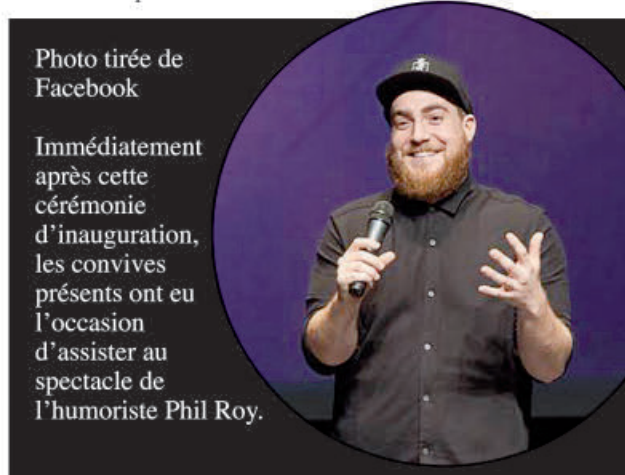 Photo tirée de
Facebook
Immédiatement
après cette
cérémonie
d'inauguration,
les convives
présents ont eu
l'occasion
d'assister au
spectacle de
l'humoriste Phil Roy.